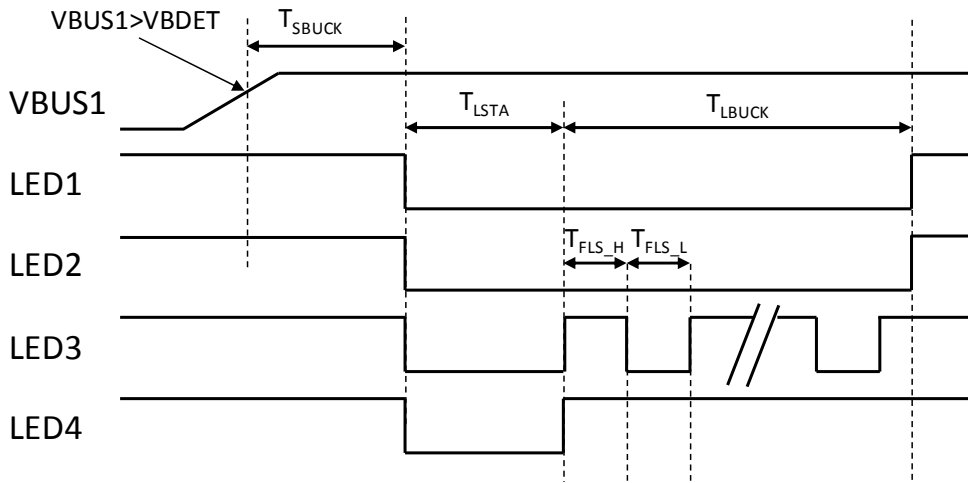 VBUS1>VBDET
TSBUCK
VBUS1
TLSTA
TLBUCK
LED1
LED2
TFLS_H
TFLS_L
LED3
LED4